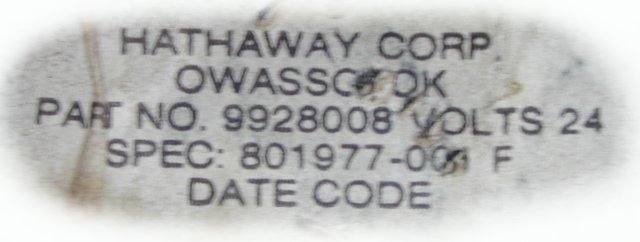 HATHAWAY CORP.
OWASSO OK
PART NO. 9928008 VOLTS 24
SPEC: F
DATE CODE